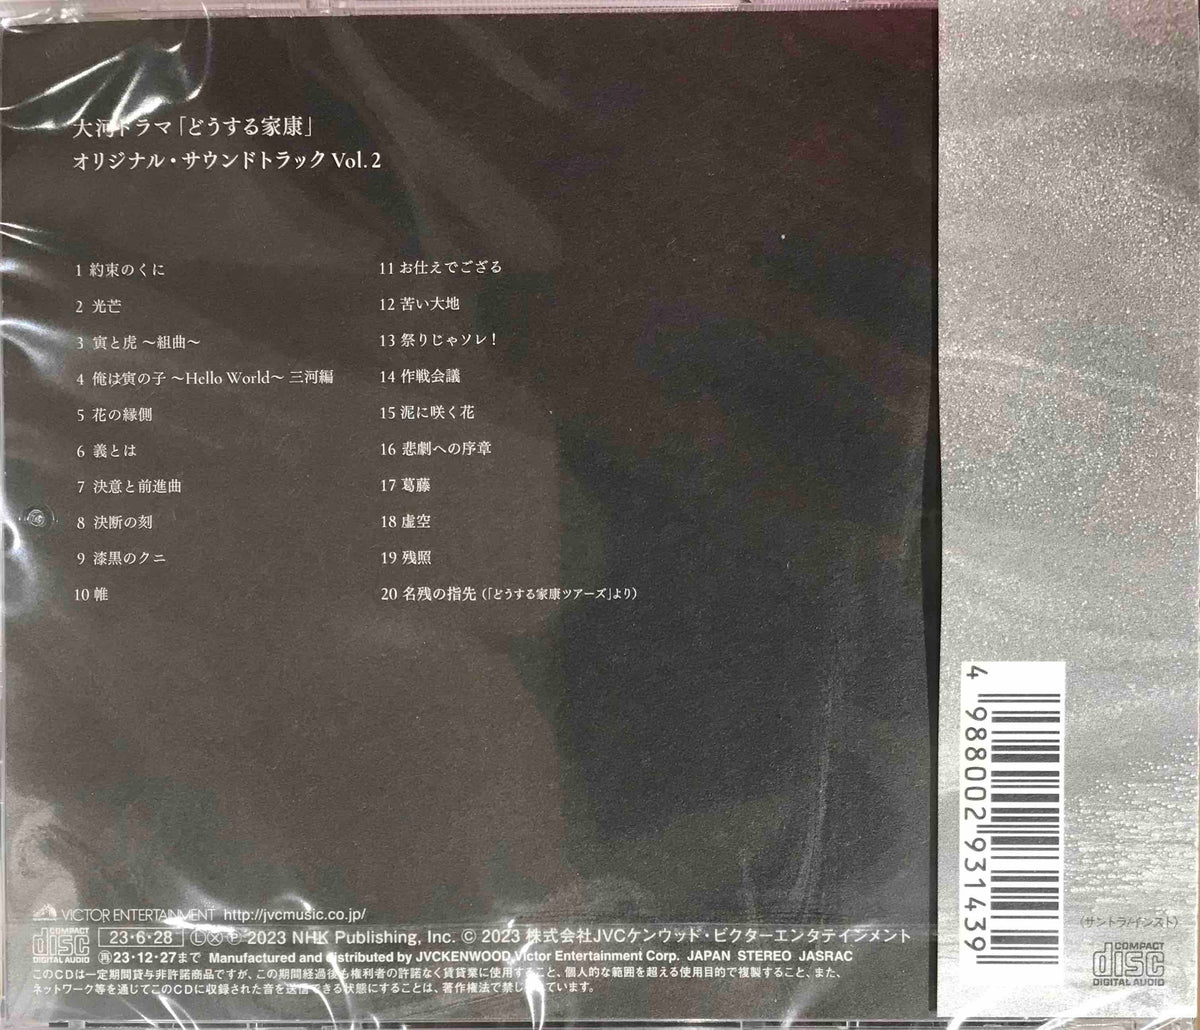 大河ドラマ「どうする家康」
オリジナル・サウンドトラック Vol. 2
1 約束のくに
2 光芒
3 寅と虎 ~組曲~
4 俺は寅の子 ~Hello World~ 三河編
5 花の縁側
6 義とは
7 決意と前進曲
8 決断の刻
9 漆黒のクニ
10 帷
11 お仕えでござる
12 苦い大地
13 祭りじゃソレ!
14 作戦会議
15 泥に咲く花
16 悲劇への序章
17 葛藤
18 虚空
19 残照
20 名残の指先(「どうする家康ツアーズ」より)
VICTOR ENTERTAINMENT http://jvcmusic.co.jp/
COMPACT disc DIGITAL AUDIO
23・6・28 Ⓛ Ⓧ Ⓟ 2023 NHK Publishing, Inc. © 2023 株式会社JVCケンウッド・ビクターエンタテインメント
㊢23・12・27まで Manufactured and distributed by JVCKENWOOD Victor Entertainment Corp. JAPAN STEREO JASRAC
このCDは一定期間貸与非許諾商品ですが、この期間経過後も権利者の許諾なく賃貸業に使用すること、個人的な範囲を超える使用目的で複製すること、また、
ネットワーク等を通じてこのCDに収録された音を送信できる状態にすることは、著作権法で禁じられています。
4 988002 931439
(サントラ/インスト)
COMPACT disc DIGITAL AUDIO